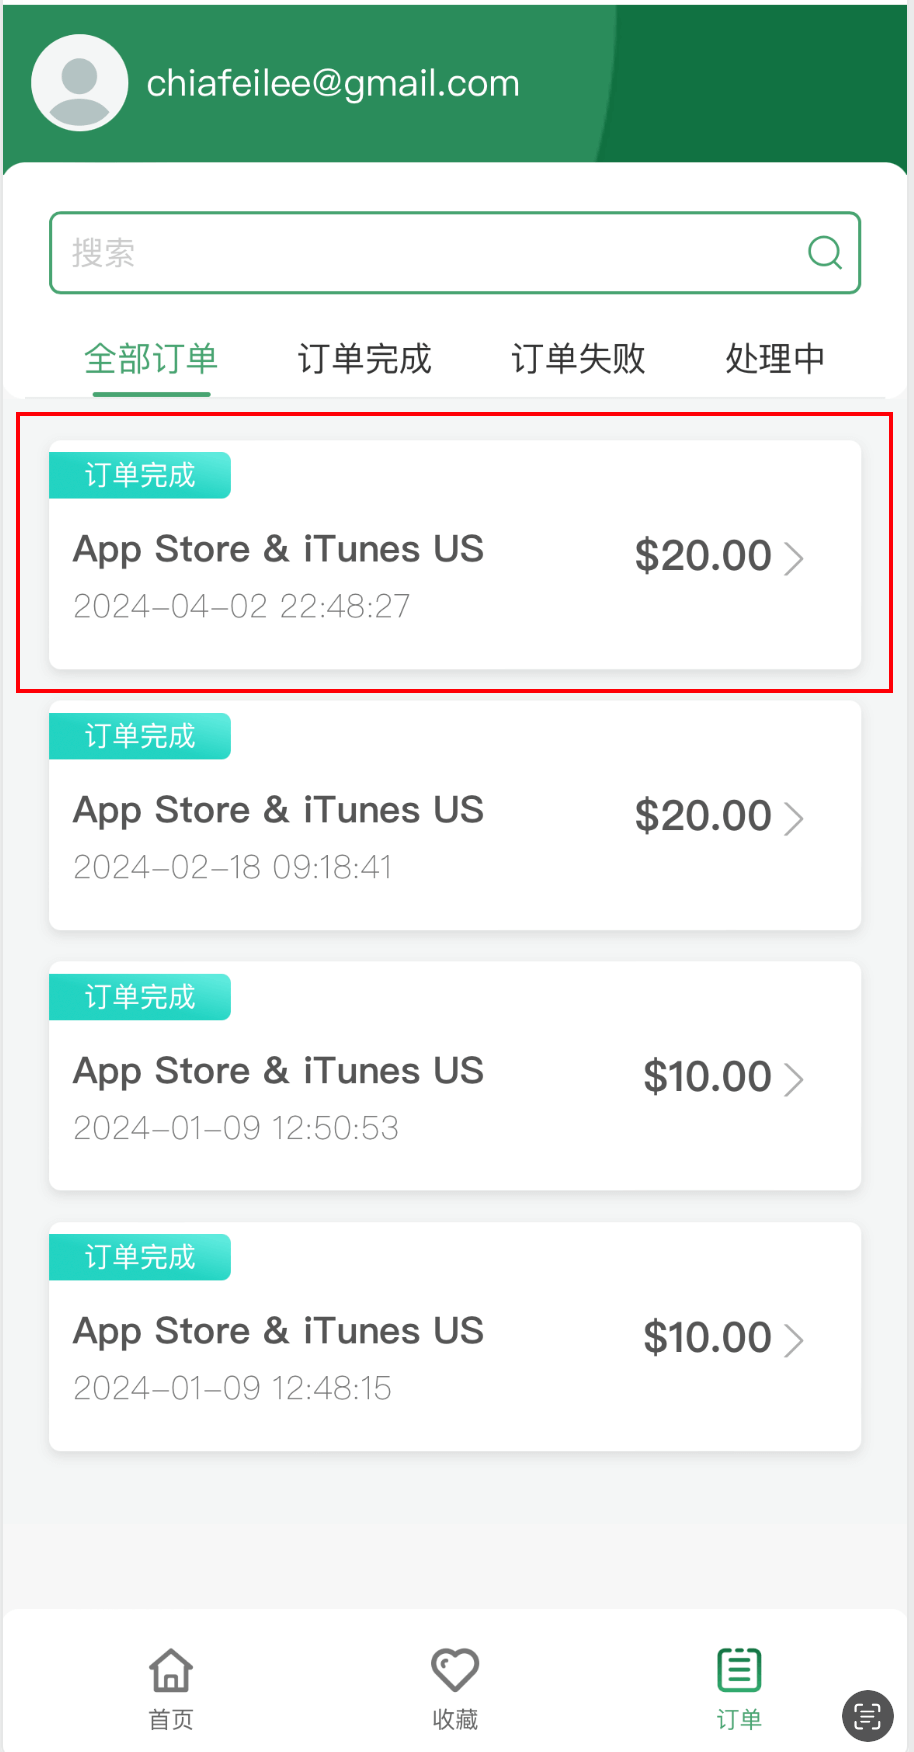 chiafeilee@gmail.com
搜索
全部订单 订单完成 订单失败 处理中
订单完成
App Store & iTunes US
$20.00
2024-04-02 22:48:27
订单完成
App Store & iTunes US
$20.00
2024-02-18 09:18:41
订单完成
App Store & iTunes US
$10.00
2024-01-09 12:50:53
订单完成
App Store & iTunes US
$10.00
2024-01-09 12:48:15
首页 收藏 订单